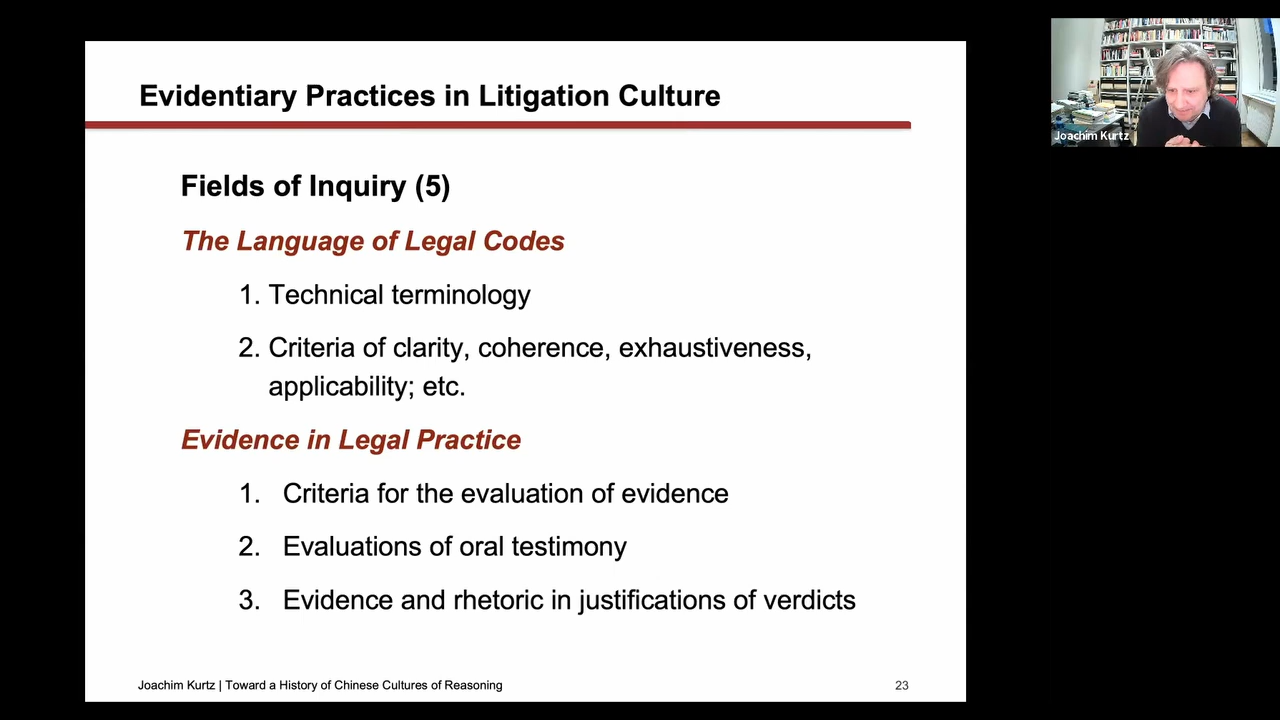 Evidentiary Practices in Litigation Culture
Fields of Inquiry (5)
The Language of Legal Codes
1. Technical terminology
2. Criteria of clarity, coherence, exhaustiveness,
applicability; etc.
Evidence in Legal Practice
1. Criteria for the evaluation of evidence
2. Evaluations of oral testimony
3. Evidence and rhetoric in justifications of verdicts
Joachim Kurtz | Toward a History of Chinese Cultures of Reasoning
23
Joachim Kurtz